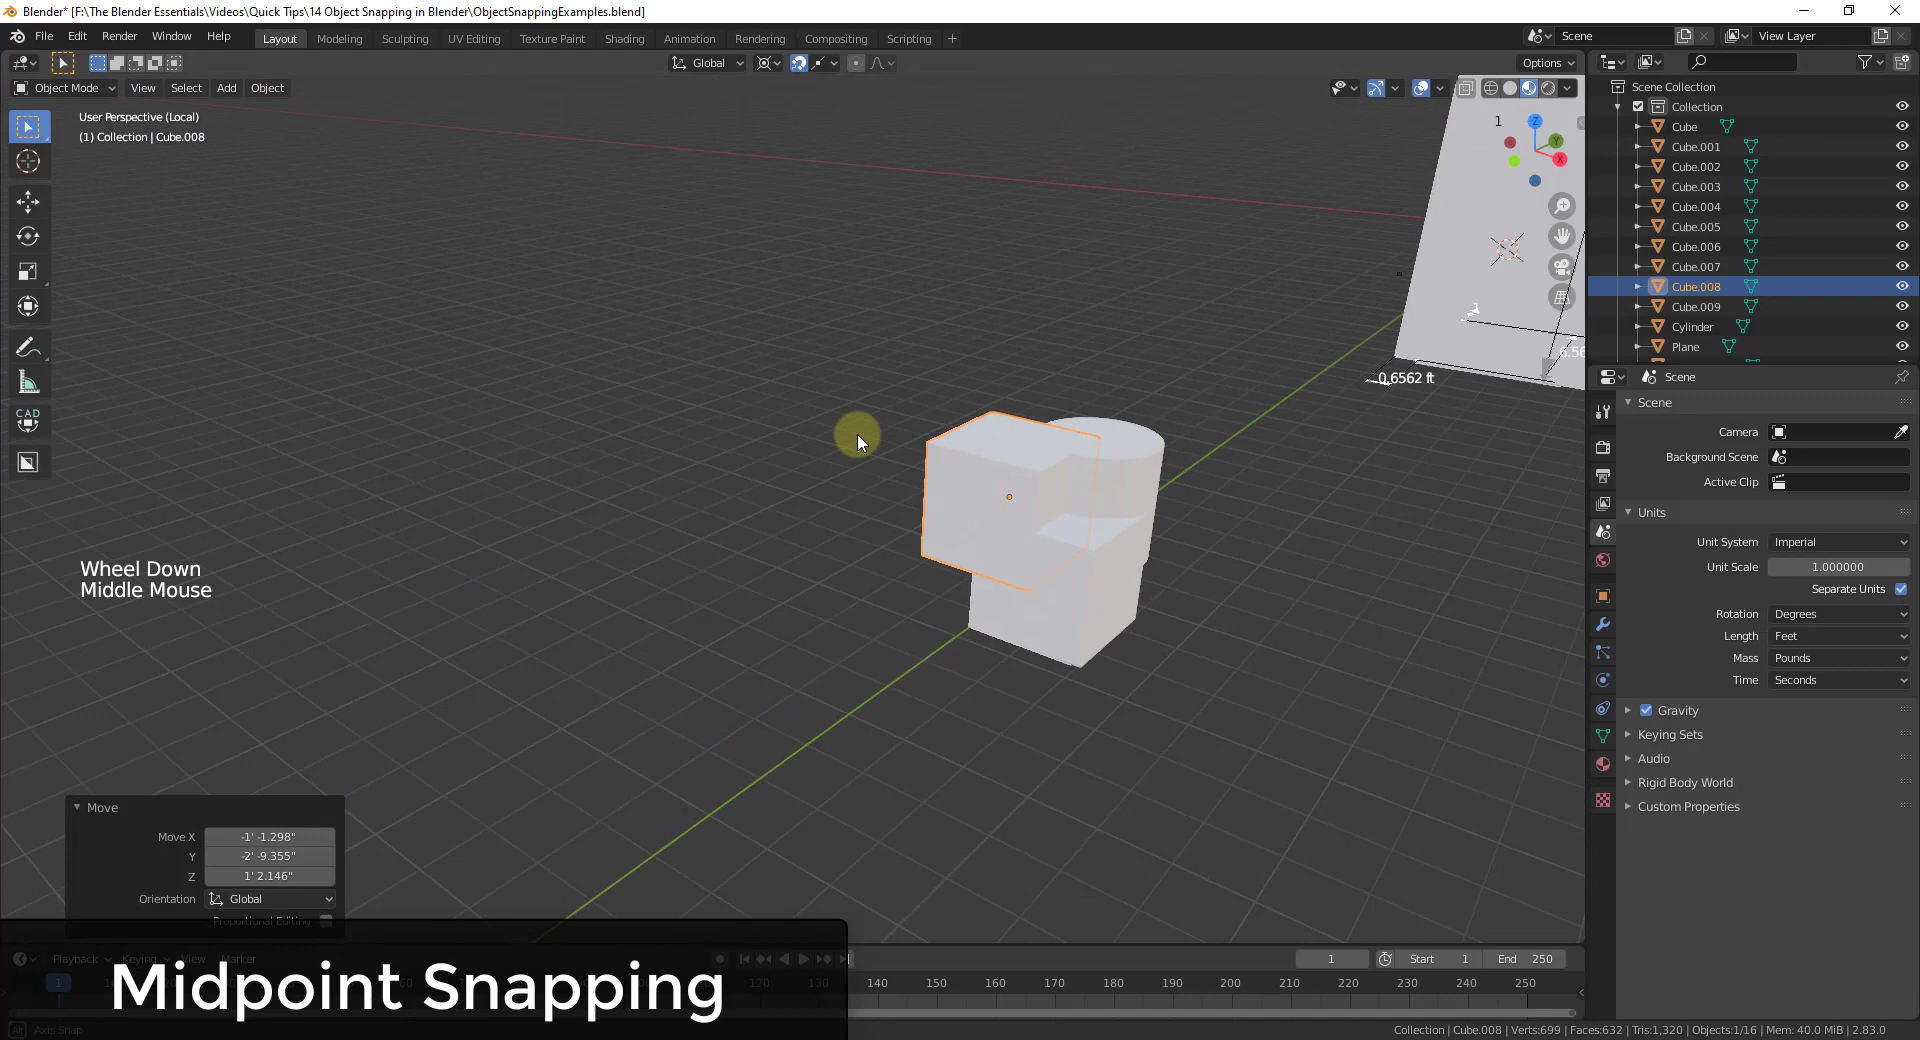 Blender* [F:\The Blender Essentials\Videos\Quick Tips\14 Object Snapping in Blender\ObjectSnappingExamples.blend]
File Edit Render Window Help Layout Modeling Sculpting UV Editing Texture Paint Shading Animation Rendering Compositing Scripting + Scene View Layer
Global Options
Object Mode View Select Add Object
User Perspective (Local)
(1) Collection | Cube.008
Scene Collection
Collection
Cube
Cube.001
Cube.002
Cube.003
Cube.004
Cube.005
Cube.006
Cube.007
Cube.008
Cube.009
Cylinder
Plane
1
Z
Y
X
1
6.56
0.6562 ft
CAD
Wheel Down
Middle Mouse
Scene
Scene
Camera
Background Scene
Active Clip
Units
Unit System Imperial
Unit Scale 1.000000
Separate Units
Rotation Degrees
Length Feet
Mass Pounds
Time Seconds
Gravity
Keying Sets
Audio
Rigid Body World
Custom Properties
Move
Move X -1' -1.298"
Y -2' -9.355"
Z 1' 2.146"
Orientation Global
Proportional Editing
Playback Keying View Marker 1 Start 1 End 250
1 120 130 140 150 160 170 180 190 200 210 220 230 240 250
Midpoint Snapping
Alt Axis Snap
Collection | Cube.008 | Verts:699 | Faces:632 | Tris:1,320 | Objects:1/16 | Mem: 40.0 MiB | 2.83.0